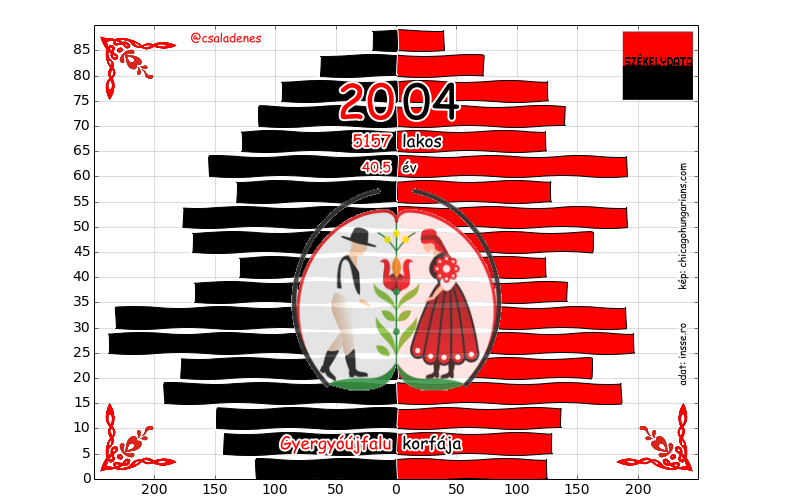 @csaladenes
SZÉKELYDATA
2004
5157 lakos
40.5 év
kép: chicagohungarians.com
adat: insse.ro
Gyergyóújfalu korfája
85
80
75
70
65
60
55
50
45
40
35
30
25
20
15
10
5
0
200 150 100 50 0 50 100 150 200